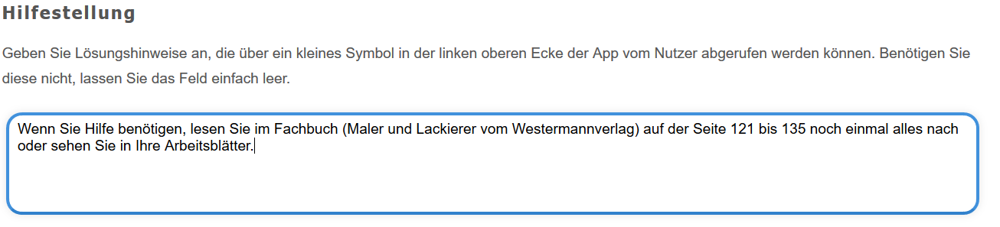 Hilfestellung
Geben Sie Lösungshinweise an, die über ein kleines Symbol in der linken oberen Ecke der App vom Nutzer abgerufen werden können. Benötigen Sie
diese nicht, lassen Sie das Feld einfach leer.
Wenn Sie Hilfe benötigen, lesen Sie im Fachbuch (Maler und Lackierer vom Westermannverlag) auf der Seite 121 bis 135 noch einmal alles nach
oder sehen Sie in Ihre Arbeitsblätter.